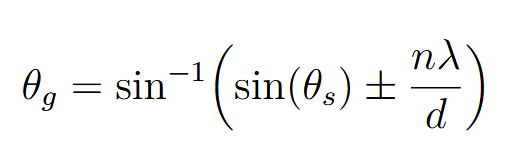 θ_g = sin⁻¹(sin(θ_s) ± nλ/d)